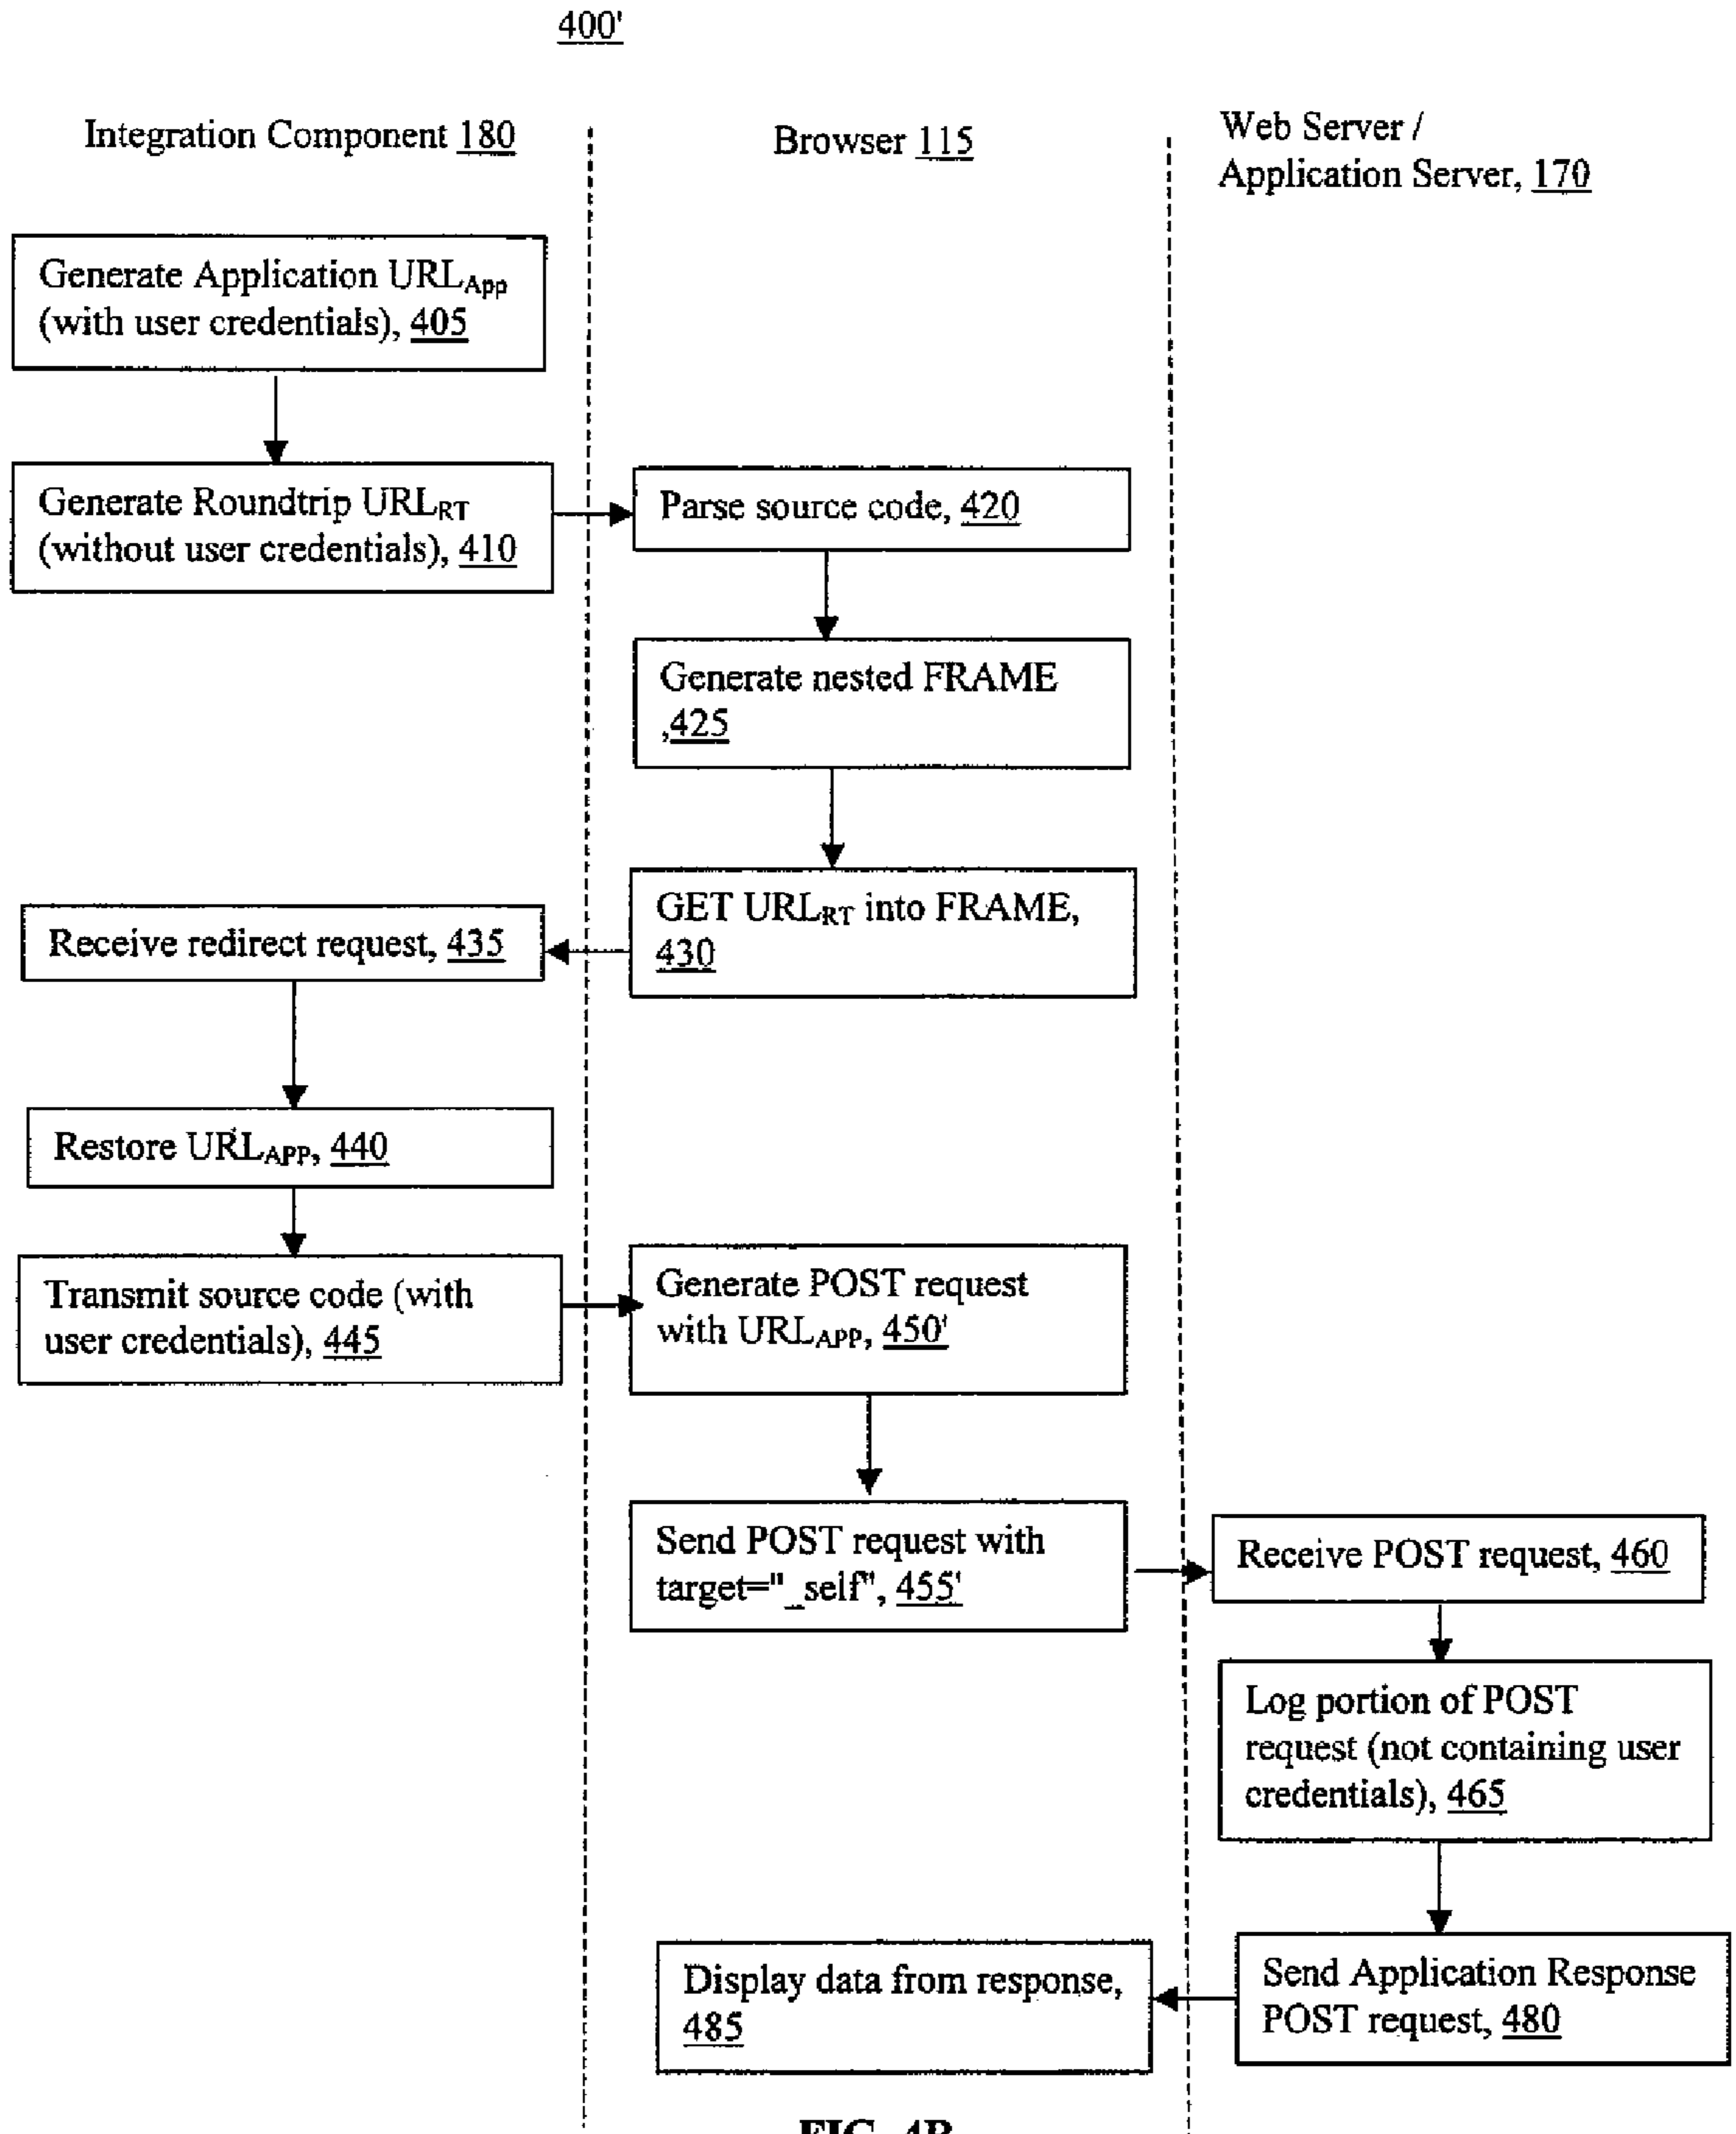 400'
Integration Component 180
Browser 115
Web Server /
Application Server, 170
Generate Application URLApp
(with user credentials), 405
Generate Roundtrip URLRT
(without user credentials), 410
Parse source code, 420
Generate nested FRAME
,425
GET URLRT into FRAME,
430
Receive redirect request, 435
Restore URLAPP, 440
Transmit source code (with
user credentials), 445
Generate POST request
with URLAPP, 450'
Send POST request with
target="_self", 455'
Receive POST request, 460
Log portion of POST
request (not containing user
credentials), 465
Send Application Response
POST request, 480
Display data from response,
485
FIG. 4B